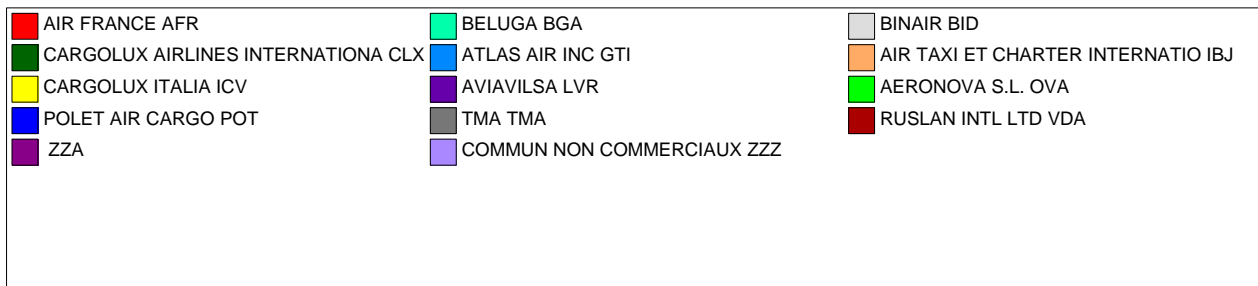 AIR FRANCE AFR BELUGA BGA BINAIR BID
CARGOLUX AIRLINES INTERNATIONA CLX ATLAS AIR INC GTI AIR TAXI ET CHARTER INTERNATIO IBJ
CARGOLUX ITALIA ICV AVIAVILSA LVR AERONOVA S.L. OVA
POLET AIR CARGO POT TMA TMA RUSLAN INTL LTD VDA
ZZA COMMUN NON COMMERCIAUX ZZZ